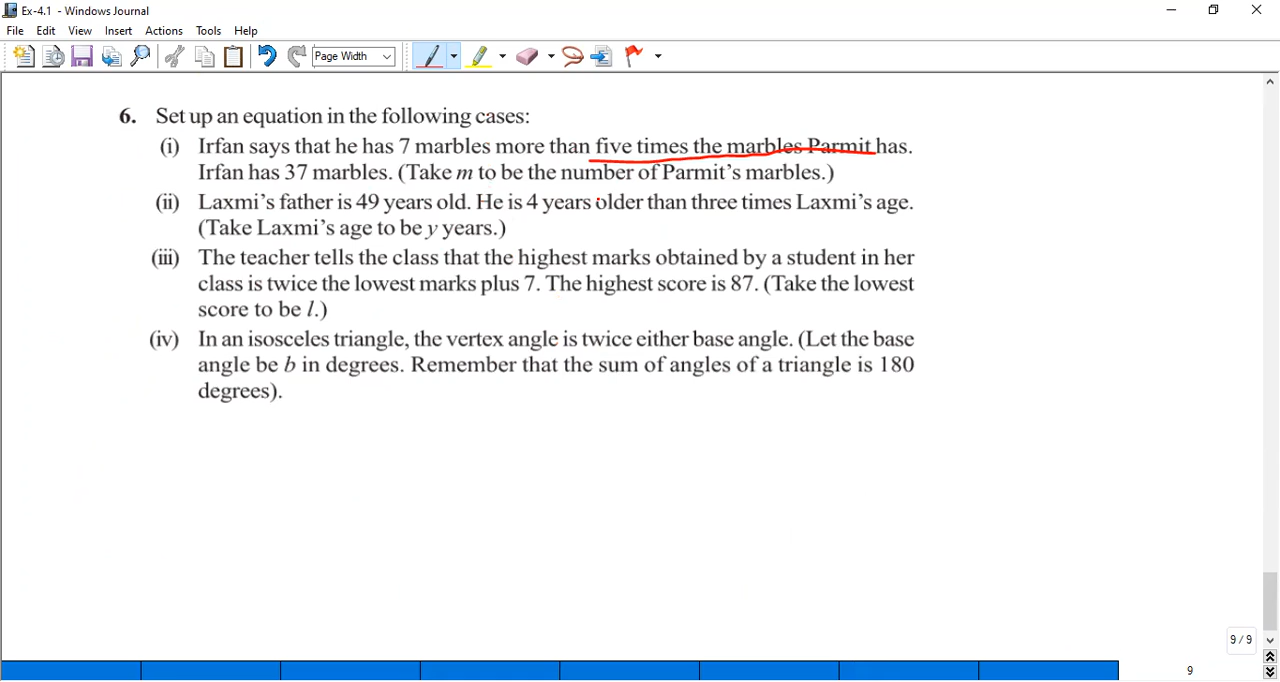 Ex-4.1 - Windows Journal
File Edit View Insert Actions Tools Help
Page Width
6. Set up an equation in the following cases:
(i) Irfan says that he has 7 marbles more than five times the marbles Parmit has.
Irfan has 37 marbles. (Take m to be the number of Parmit’s marbles.)
(ii) Laxmi’s father is 49 years old. He is 4 years older than three times Laxmi’s age.
(Take Laxmi’s age to be y years.)
(iii) The teacher tells the class that the highest marks obtained by a student in her
class is twice the lowest marks plus 7. The highest score is 87. (Take the lowest
score to be l.)
(iv) In an isosceles triangle, the vertex angle is twice either base angle. (Let the base
angle be b in degrees. Remember that the sum of angles of a triangle is 180
degrees).
9 / 9
9